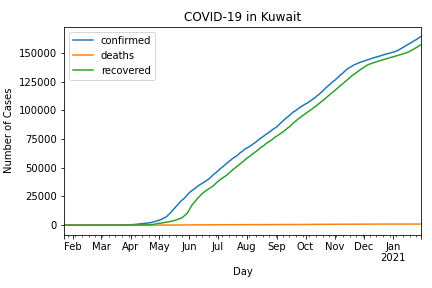 COVID-19 in Kuwait
confirmed
deaths
recovered
150000
125000
100000
75000
50000
25000
0
Number of Cases
Feb Mar Apr May Jun Jul Aug Sep Oct Nov Dec Jan
2021
Day